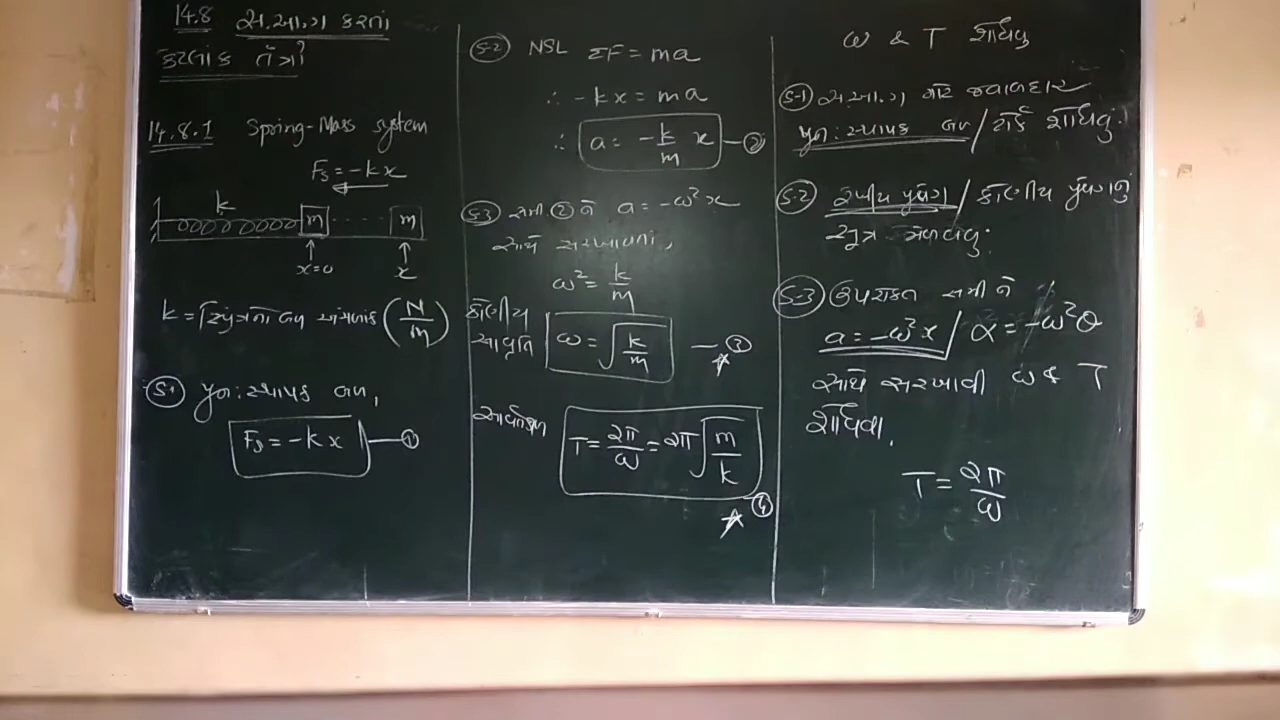 14.8 સ.આ.ગ કરતાં
કેટલાંક તંત્રો
14.8.1 Spring-Mass system
Fs = -kx
k
m m
x=0 x
k = સ્પ્રિંગનો બળ અચળાંક (N/m)
S-1 પુનઃસ્થાપક બળ,
Fs = -kx —①
S-2 NSL ΣF = ma
∴ -kx = ma
∴ a = -k/m x —②
S-3 સમી ② ને a = -ω²x
સાથે સરખાવતાં,
ω² = k/m
કોણીય
આવૃત્તિ ω = √(k/m) —③
આવર્તકાળ T = 2π/ω = 2π√(m/k)
④
ω & T શોધવુ
S-1 સ.આ.ગ માટે જવાબદાર
પુનઃસ્થાપક બળ / ટોર્ક શોધવું.
S-2 રેખીય પ્રવેગ / કોણીય પ્રવેગનું
સુત્ર મેળવવુ.
S-3 ઉપરોક્ત સમી ને
a = -ω²x / α = -ω²θ
સાથે સરખાવી ω & T
શોધવા.
T = 2π/ω